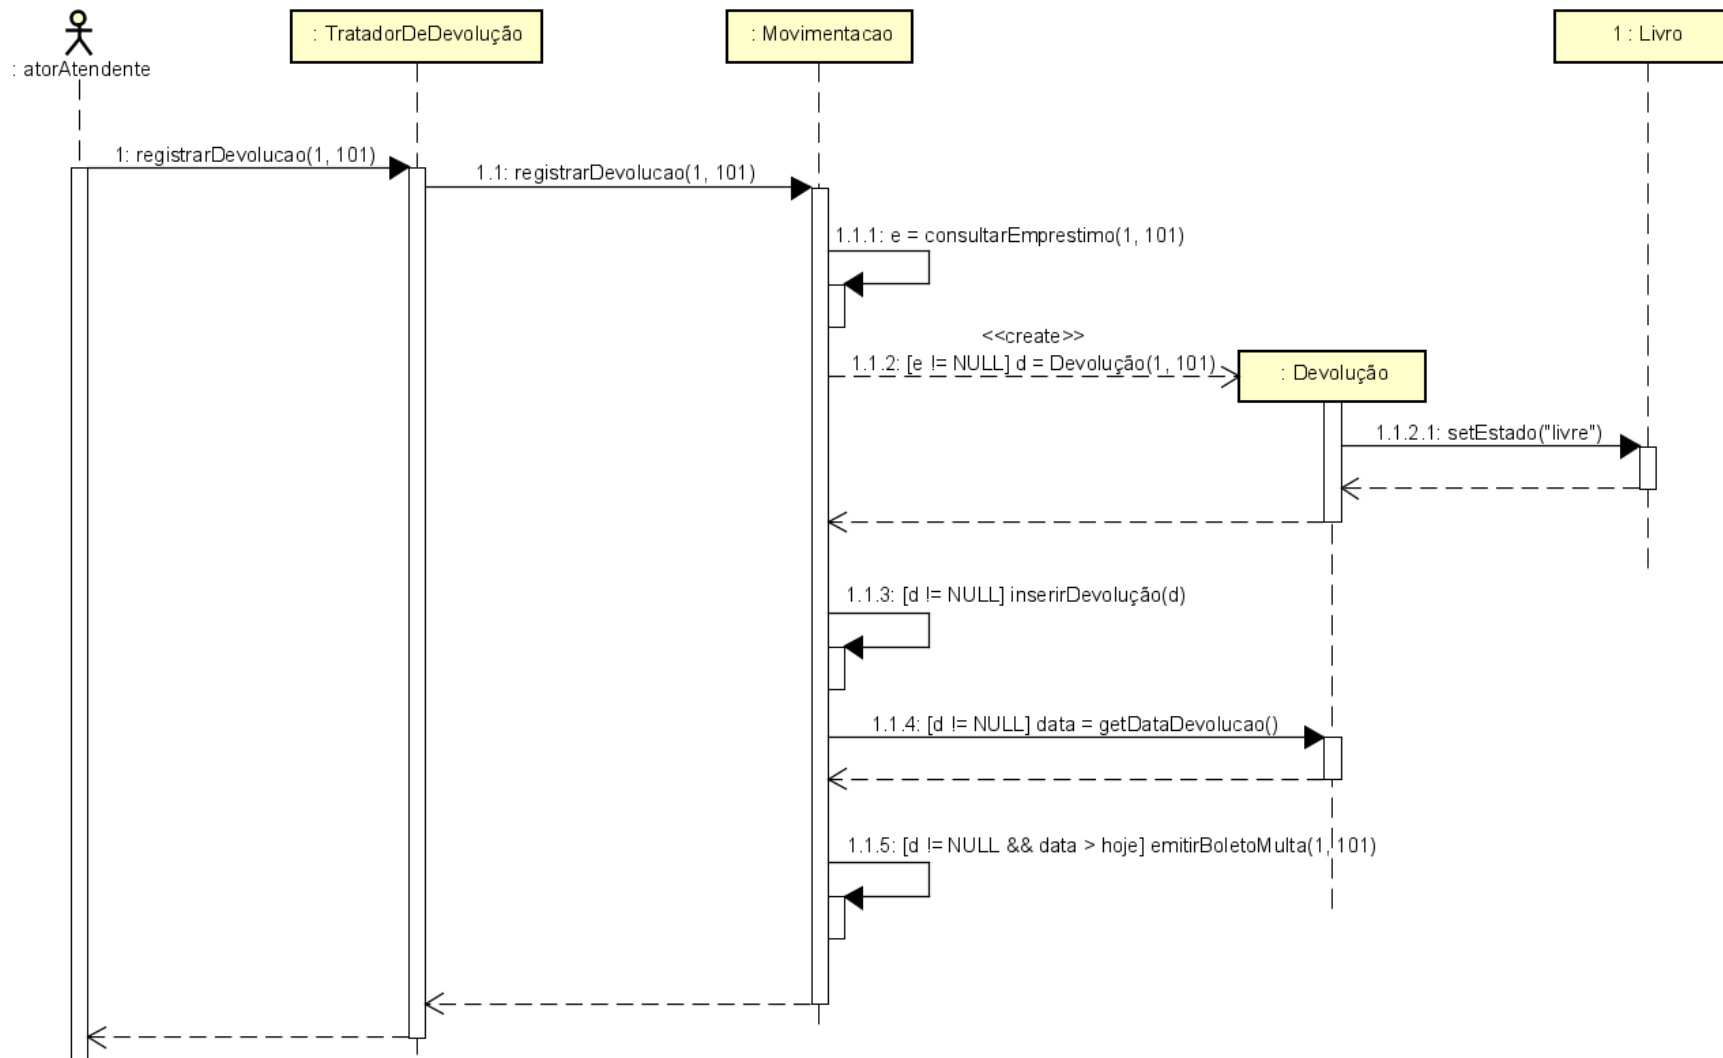 : TratadorDeDevolução
: Movimentacao
1 : Livro
: atorAtendente
1: registrarDevolucao(1, 101)
1.1: registrarDevolucao(1, 101)
1.1.1: e = consultarEmprestimo(1, 101)
<<create>>
1.1.2: [e != NULL] d = Devolução(1, 101)
: Devolução
1.1.2.1: setEstado("livre")
1.1.3: [d != NULL] inserirDevolução(d)
1.1.4: [d != NULL] data = getDataDevolucao()
1.1.5: [d != NULL && data > hoje] emitirBoletoMulta(1, 101)